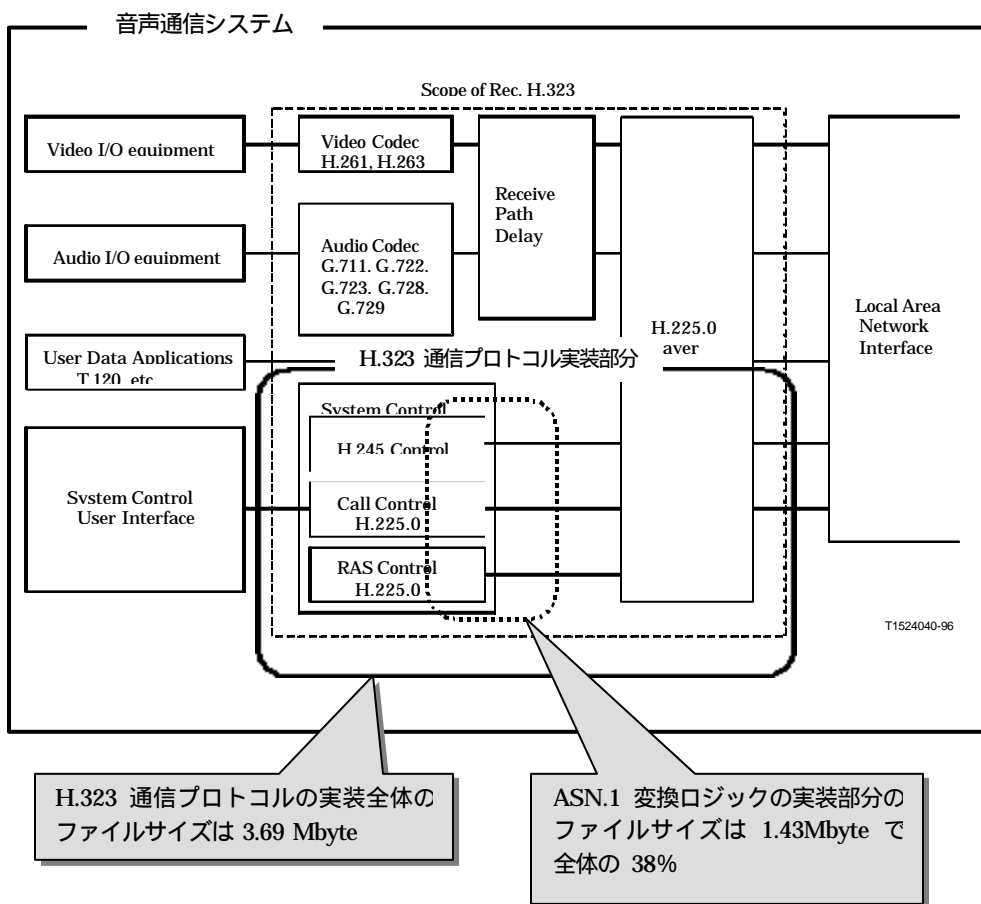 音声通信システム
Scope of Rec. H.323
Video I/O equipment
Video Codec
H.261, H.263
Receive
Path
Delay
Audio I/O equipment
Audio Codec
G.711. G.722.
G.723. G.728.
G.729
H.225.0
aver
Local Area
Network
Interface
User Data Applications
T.120, etc
H.323 通信プロトコル実装部分
System Control
H.245 Control
System Control
User Interface
Call Control
H.225.0
RAS Control
H.225.0
T1524040-96
H.323 通信プロトコルの実装全体の
ファイルサイズは 3.69 Mbyte
ASN.1 変換ロジックの実装部分の
ファイルサイズは 1.43Mbyte で
全体の 38%